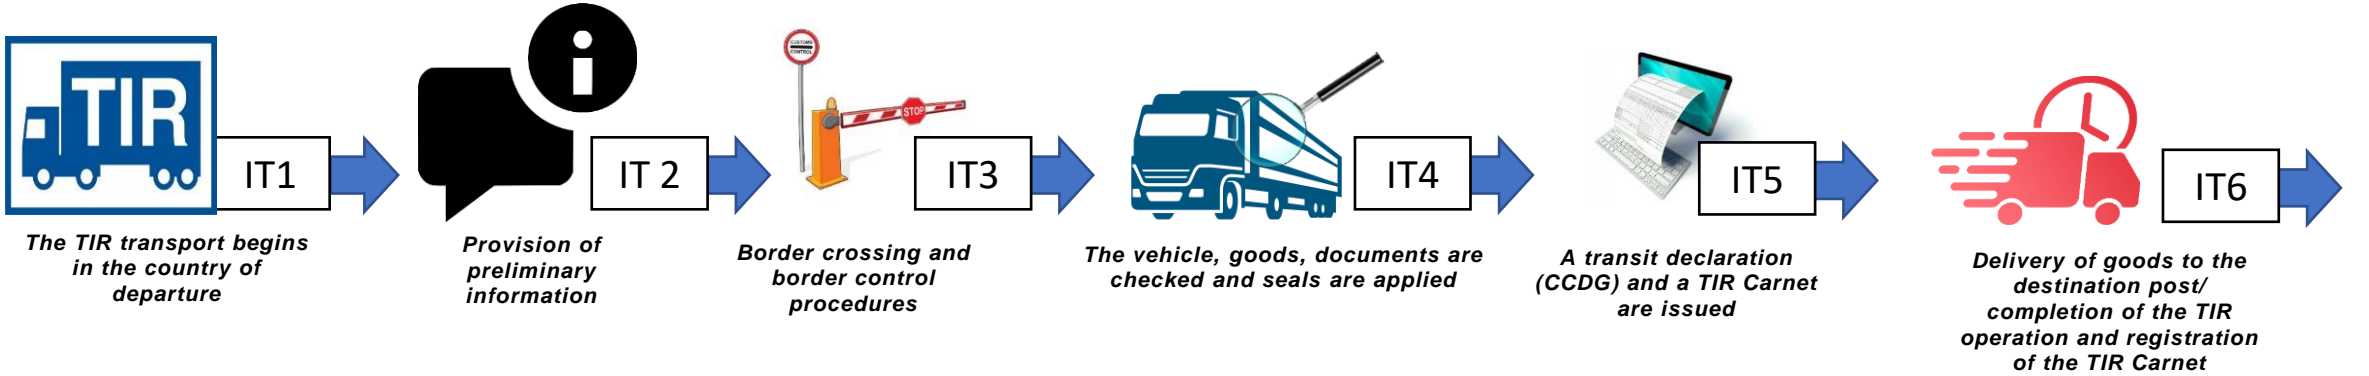 TIR
IT1
The TIR transport begins
in the country of
departure
IT 2
Provision of
preliminary
information
CUSTOMS
CONTROL
STOP
IT3
Border crossing and
border control
procedures
IT4
The vehicle, goods, documents are
checked and seals are applied
IT5
A transit declaration
(CCDG) and a TIR Carnet
are issued
IT6
Delivery of goods to the
destination post/
completion of the TIR
operation and registration
of the TIR Carnet